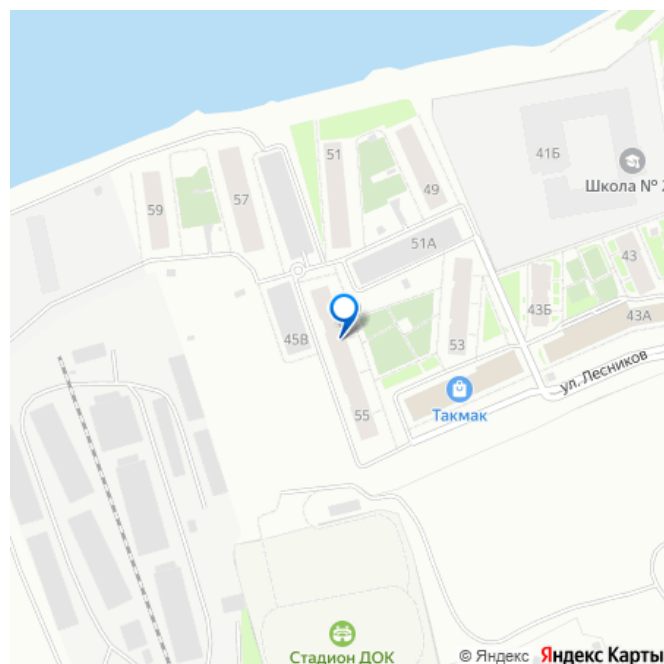 51
41Б
Школа № 2
59
57
49
51А
43
43Б
43А
45В
53
ул. Лесников
55
Такмак
Стадион ДОК
© Яндекс Яндекс Карты